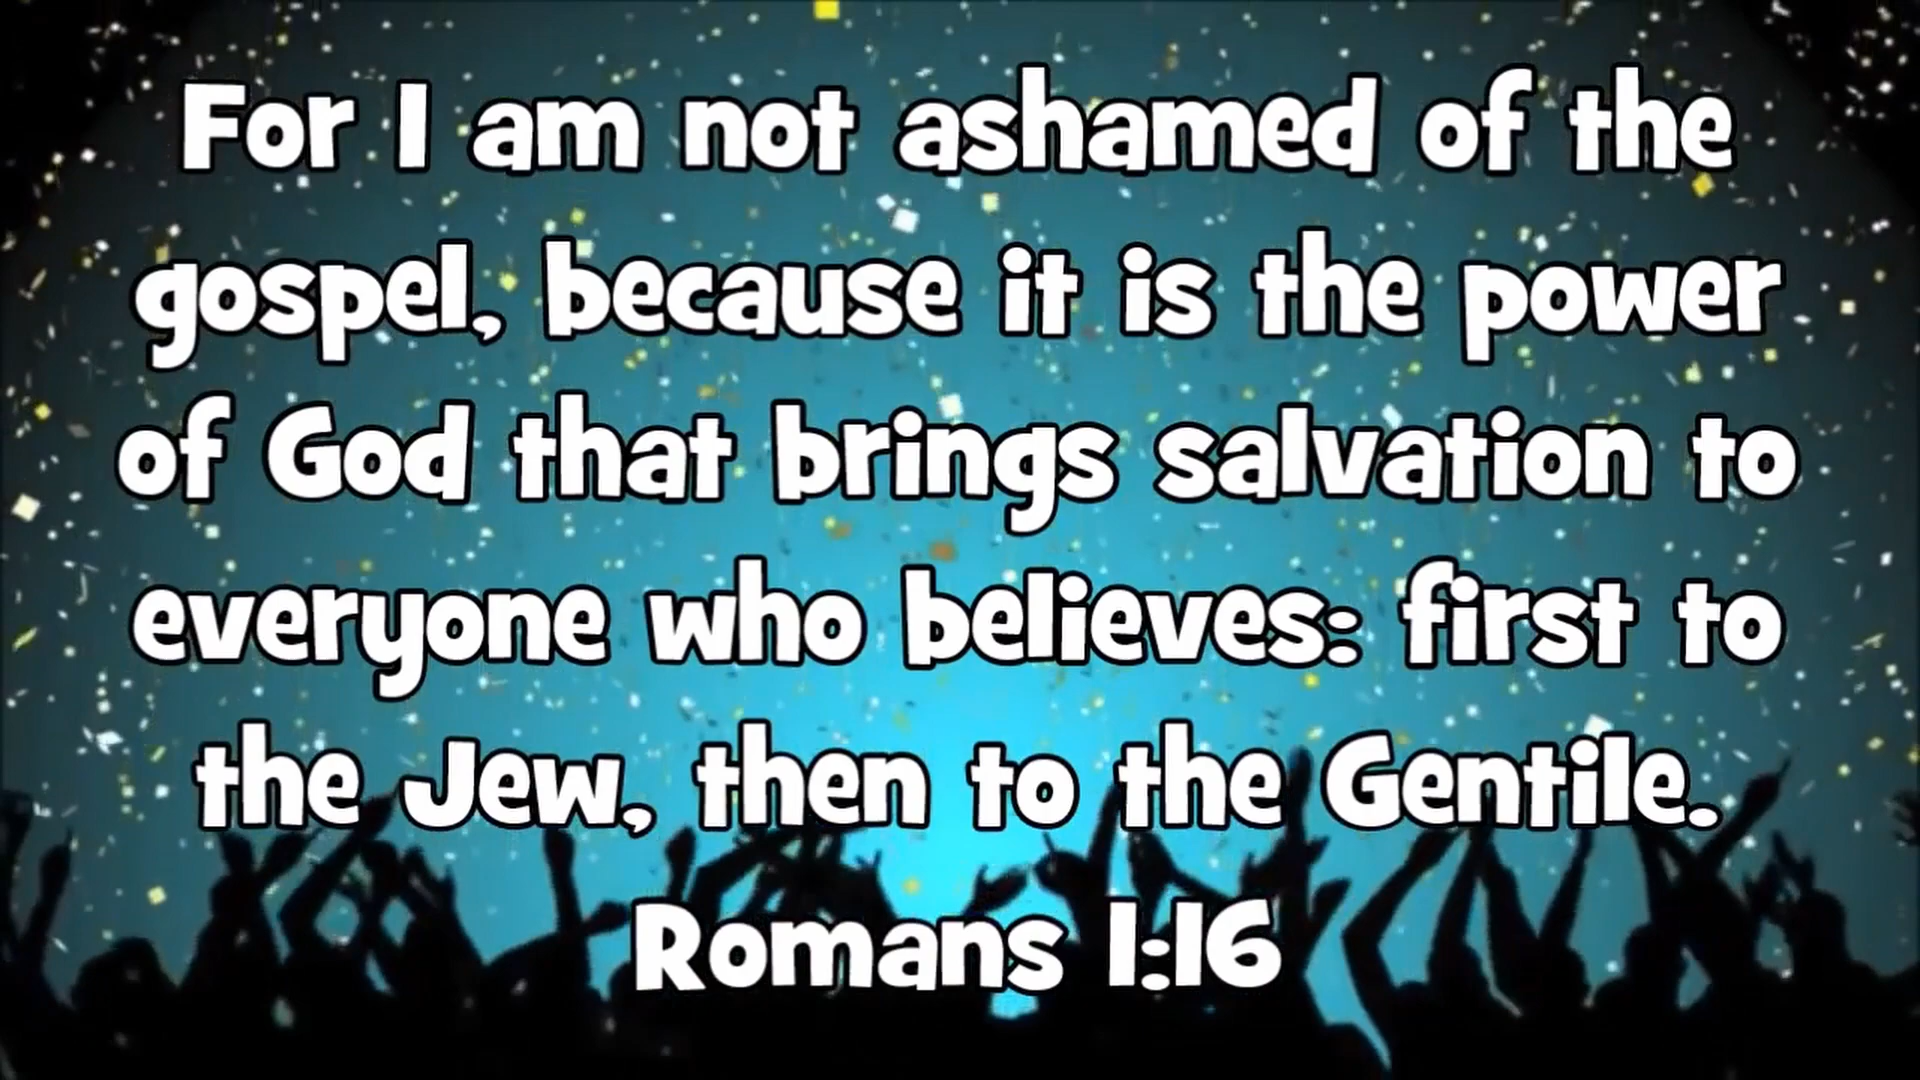 For I am not ashamed of the
gospel, because it is the power
of God that brings salvation to
everyone who believes: first to
the Jew, then to the Gentile.
Romans 1:16